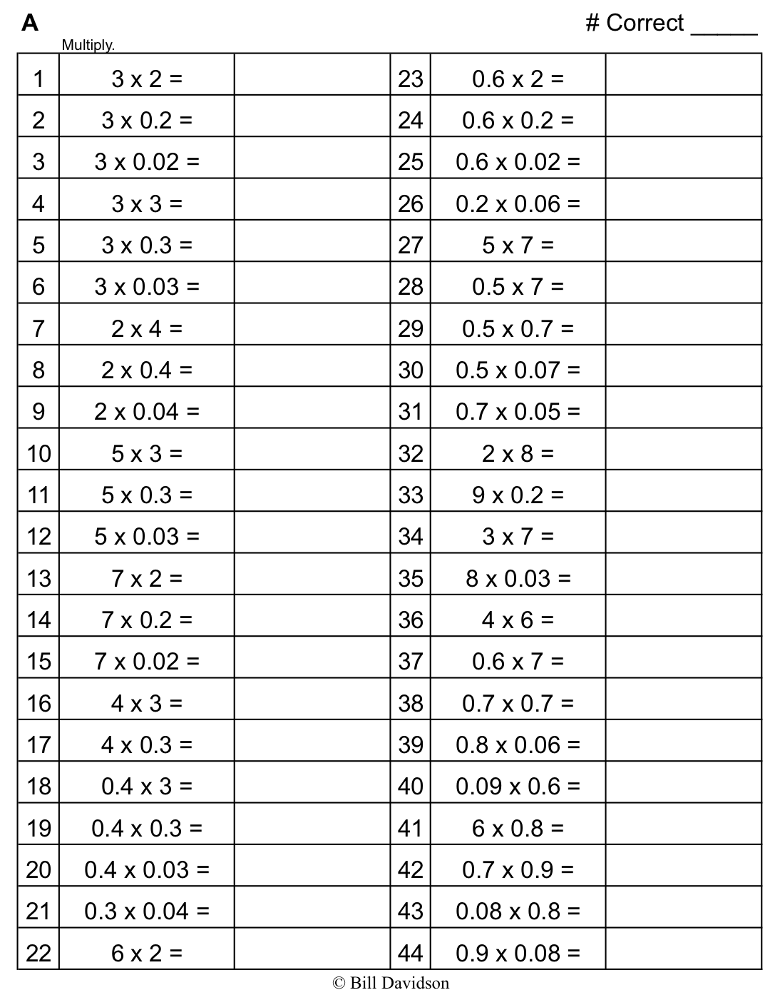 A
# Correct _____
Multiply.
1 3 x 2 = 23 0.6 x 2 =
2 3 x 0.2 = 24 0.6 x 0.2 =
3 3 x 0.02 = 25 0.6 x 0.02 =
4 3 x 3 = 26 0.2 x 0.06 =
5 3 x 0.3 = 27 5 x 7 =
6 3 x 0.03 = 28 0.5 x 7 =
7 2 x 4 = 29 0.5 x 0.7 =
8 2 x 0.4 = 30 0.5 x 0.07 =
9 2 x 0.04 = 31 0.7 x 0.05 =
10 5 x 3 = 32 2 x 8 =
11 5 x 0.3 = 33 9 x 0.2 =
12 5 x 0.03 = 34 3 x 7 =
13 7 x 2 = 35 8 x 0.03 =
14 7 x 0.2 = 36 4 x 6 =
15 7 x 0.02 = 37 0.6 x 7 =
16 4 x 3 = 38 0.7 x 0.7 =
17 4 x 0.3 = 39 0.8 x 0.06 =
18 0.4 x 3 = 40 0.09 x 0.6 =
19 0.4 x 0.3 = 41 6 x 0.8 =
20 0.4 x 0.03 = 42 0.7 x 0.9 =
21 0.3 x 0.04 = 43 0.08 x 0.8 =
22 6 x 2 = 44 0.9 x 0.08 =
© Bill Davidson